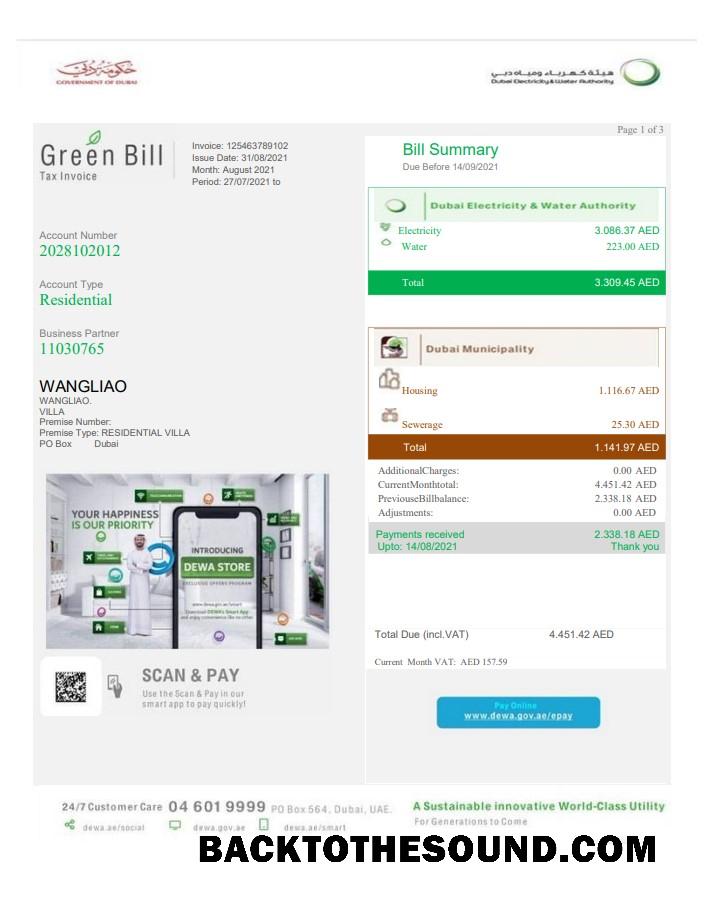 حكومة دبي
GOVERNMENT OF DUBAI
هيئة كهرباء ومياه دبي
Dubai Electricity & Water Authority
Page 1 of 3
Green Bill
Tax Invoice
Invoice: 125463789102
Issue Date: 31/08/2021
Month: August 2021
Period: 27/07/2021 to
Account Number
2028102012
Account Type
Residential
Business Partner
11030765
WANGLIAO
WANGLIAO.
VILLA
Premise Number:
Premise Type: RESIDENTIAL VILLA
PO Box Dubai
YOUR HAPPINESS
IS OUR PRIORITY
INTRODUCING
DEWA STORE
EXCLUSIVE OFFERS PROGRAM
www.dewa.gov.ae/smart
Download DEWA's Smart App
and enjoy convenience like no other
SCAN & PAY
Use the Scan & Pay in our
smart app to pay quickly!
Bill Summary
Due Before 14/09/2021
Dubai Electricity & Water Authority
Electricity 3.086.37 AED
Water 223.00 AED
Total 3.309.45 AED
Dubai Municipality
Housing 1.116.67 AED
Sewerage 25.30 AED
Total 1.141.97 AED
AdditionalCharges: 0.00 AED
CurrentMonthtotal: 4.451.42 AED
PreviouseBillbalance: 2.338.18 AED
Adjustments: 0.00 AED
Payments received 2.338.18 AED
Upto: 14/08/2021 Thank you
Total Due (incl.VAT) 4.451.42 AED
Current Month VAT: AED 157.59
Pay Online
www.dewa.gov.ae/epay
24/7 Customer Care 04 601 9999 PO Box 564, Dubai, UAE.
dewa.ae/social dewa.gov.ae dewa.ae/smart
A Sustainable innovative World-Class Utility
For Generations to Come
BACKTOTHESOUND.COM